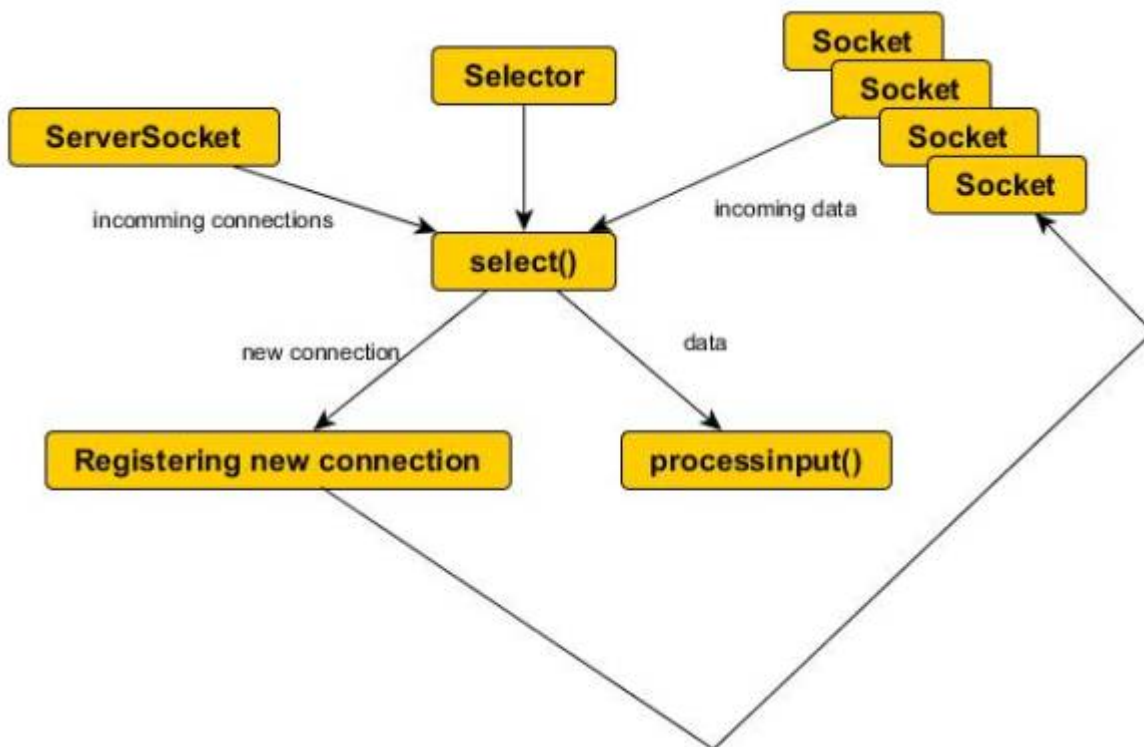 Socket
Selector
Socket
ServerSocket
Socket
Socket
incomming connections
incoming data
select()
new connection
data
Registering new connection
processinput()